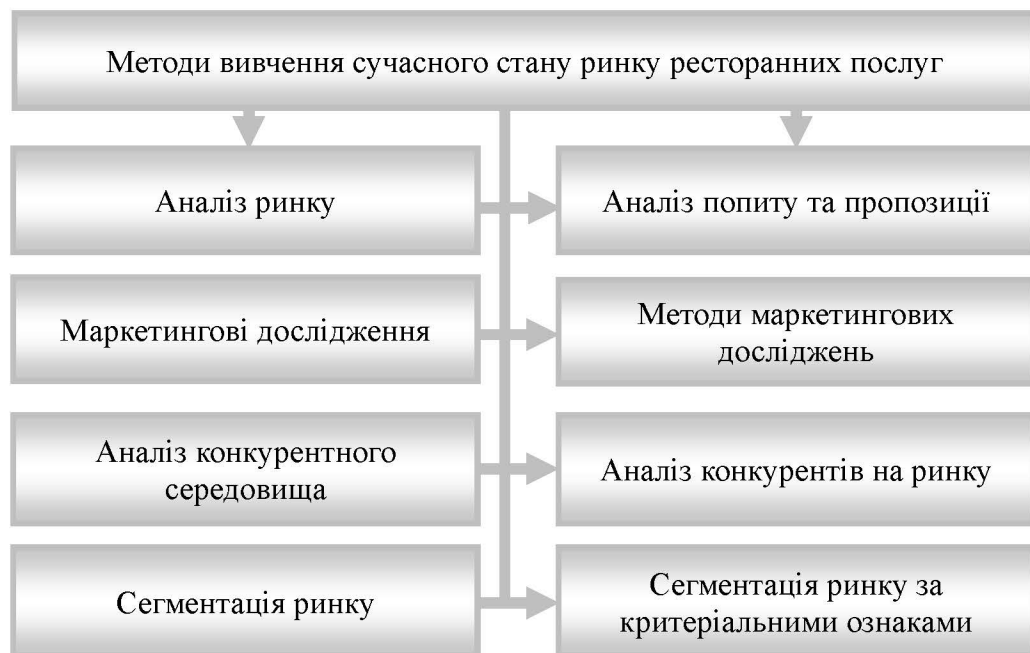 Методи вивчення сучасного стану ринку ресторанних послуг
Аналіз ринку
Аналіз попиту та пропозиції
Маркетингові дослідження
Методи маркетингових
досліджень
Аналіз конкурентного
середовища
Аналіз конкурентів на ринку
Сегментація ринку
Сегментація ринку за
критеріальними ознаками